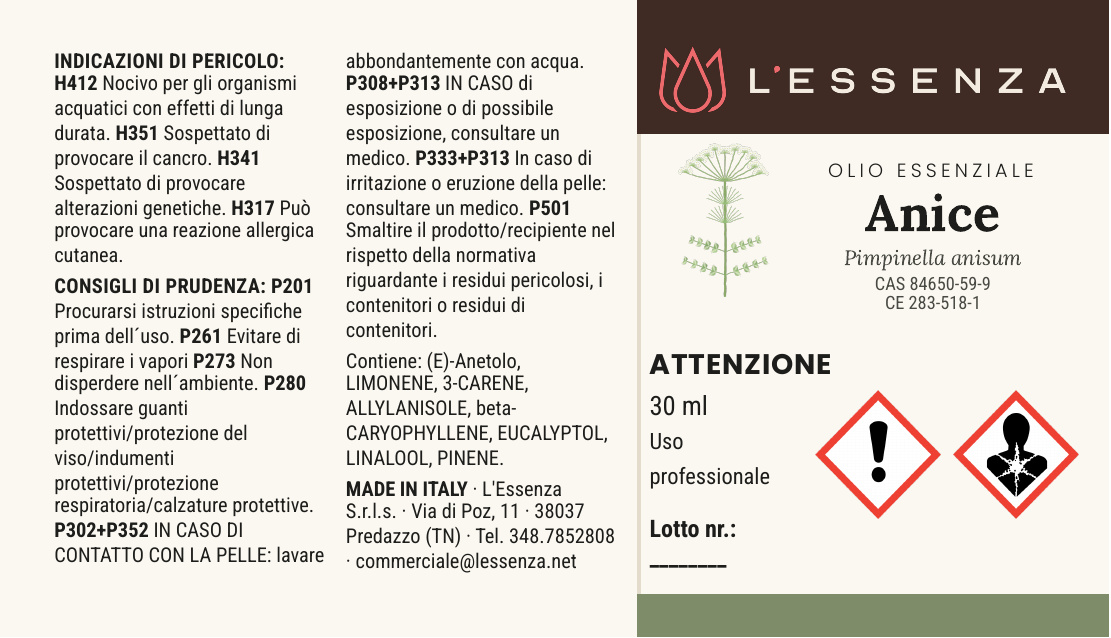 INDICAZIONI DI PERICOLO:
H412 Nocivo per gli organismi
acquatici con effetti di lunga
durata. H351 Sospettato di
provocare il cancro. H341
Sospettato di provocare
alterazioni genetiche. H317 Può
provocare una reazione allergica
cutanea.
CONSIGLI DI PRUDENZA: P201
Procurarsi istruzioni specifiche
prima dell´uso. P261 Evitare di
respirare i vapori P273 Non
disperdere nell´ambiente. P280
Indossare guanti
protettivi/protezione del
viso/indumenti
protettivi/protezione
respiratoria/calzature protettive.
P302+P352 IN CASO DI
CONTATTO CON LA PELLE: lavare
abbondantemente con acqua.
P308+P313 IN CASO di
esposizione o di possibile
esposizione, consultare un
medico. P333+P313 In caso di
irritazione o eruzione della pelle:
consultare un medico. P501
Smaltire il prodotto/recipiente nel
rispetto della normativa
riguardante i residui pericolosi, i
contenitori o residui di
contenitori.
Contiene: (E)-Anetolo,
LIMONENE, 3-CARENE,
ALLYLANISOLE, beta-
CARYOPHYLLENE, EUCALYPTOL,
LINALOOL, PINENE.
MADE IN ITALY · L'Essenza
S.r.l.s. · Via di Poz, 11 · 38037
Predazzo (TN) · Tel. 348.7852808
· commerciale@lessenza.net
L'ESSENZA
OLIO ESSENZIALE
Anice
Pimpinella anisum
CAS 84650-59-9
CE 283-518-1
ATTENZIONE
30 ml
Uso
professionale
Lotto nr.:
________